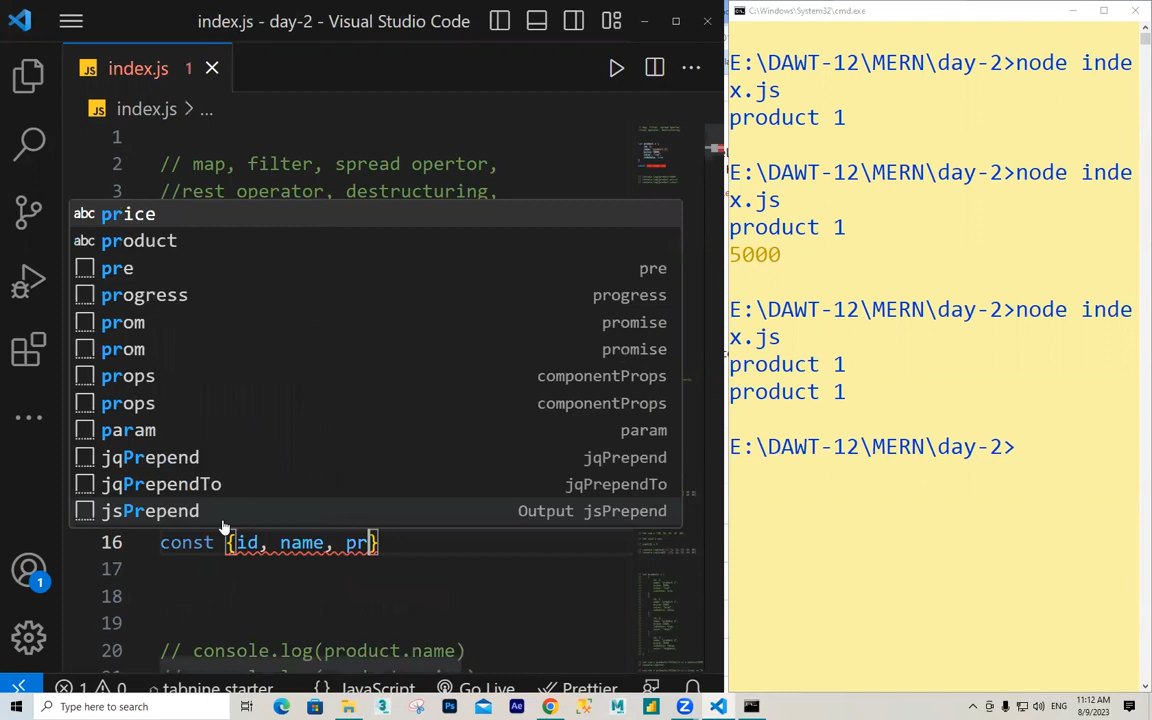 index.js - day-2 - Visual Studio Code
index.js 1
index.js > ...
1
2 // map, filter, spread opertor,
3 //rest operator, destructuring,
abc price
abc product
pre pre
progress progress
prom promise
prom promise
props componentProps
props componentProps
param param
jqPrepend jqPrepend
jqPrependTo jqPrependTo
jsPrepend Output jsPrepend
16 const {id, name, pr}
17
18
19
20 // console.log(product.name)
1 0 tabnine starter {} JavaScript Go Live Prettier
1
C:\Windows\System32\cmd.exe
E:\DAWT-12\MERN\day-2>node inde
x.js
product 1
E:\DAWT-12\MERN\day-2>node inde
x.js
product 1
5000
E:\DAWT-12\MERN\day-2>node inde
x.js
product 1
product 1
E:\DAWT-12\MERN\day-2>
Type here to search
ENG
11:12 AM
8/9/2023